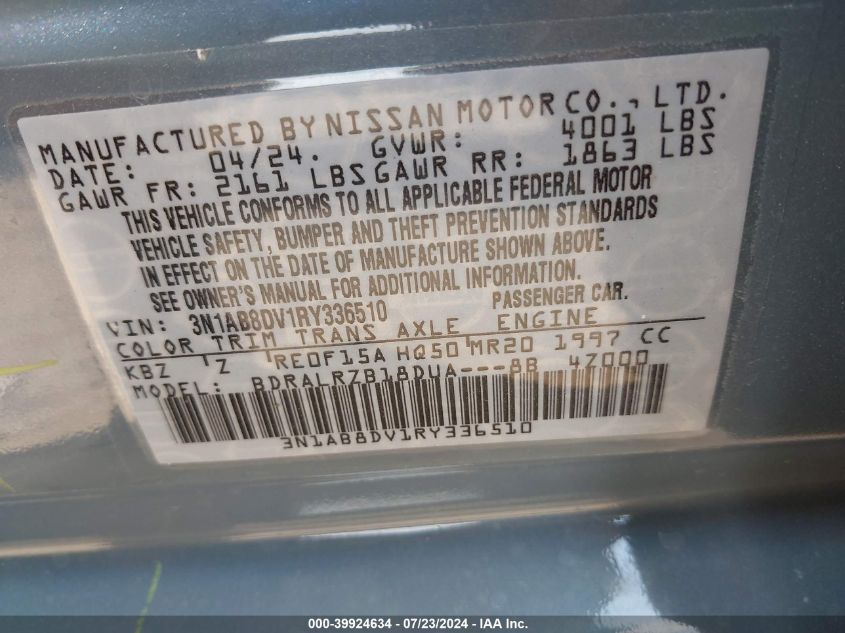 MANUFACTURED BY NISSAN MOTOR CO., LTD.
DATE: 04/24. GVWR: 4001 LBS
GAWR FR: 2161 LBS GAWR RR: 1863 LBS
THIS VEHICLE CONFORMS TO ALL APPLICABLE FEDERAL MOTOR
VEHICLE SAFETY, BUMPER AND THEFT PREVENTION STANDARDS
IN EFFECT ON THE DATE OF MANUFACTURE SHOWN ABOVE.
SEE OWNER'S MANUAL FOR ADDITIONAL INFORMATION.
VIN: 3N1AB8DV1RY336510 PASSENGER CAR.
COLOR TRIM TRANS AXLE ENGINE
KBZ Z RE0F15A HQ50 MR20 1997 CC
MODEL: BDRALRZB18DUA---8B 4Z000
3N1AB8DV1RY336510
000-39924634 - 07/23/2024 - IAA Inc.